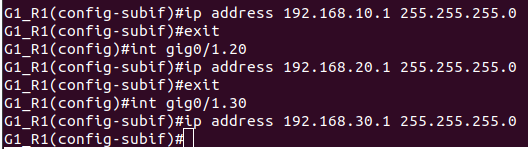 G1_R1(config-subif)#ip address 192.168.10.1 255.255.255.0
G1_R1(config-subif)#exit
G1_R1(config)#int gig0/1.20
G1_R1(config-subif)#ip address 192.168.20.1 255.255.255.0
G1_R1(config-subif)#exit
G1_R1(config)#int gig0/1.30
G1_R1(config-subif)#ip address 192.168.30.1 255.255.255.0
G1_R1(config-subif)#